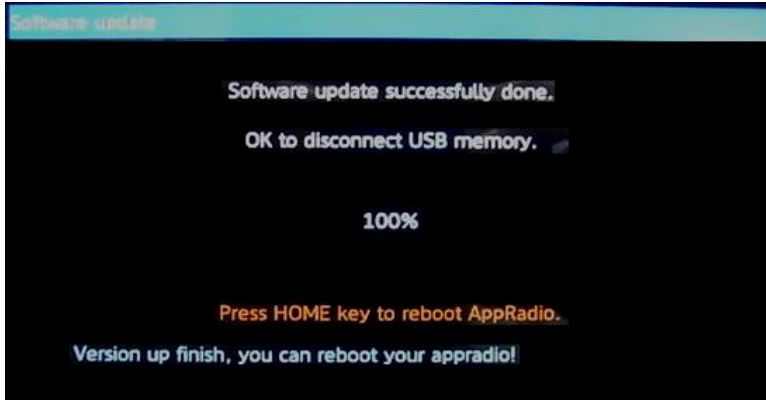 Software update
Software update successfully done.
OK to disconnect USB memory.
100%
Press HOME key to reboot AppRadio.
Version up finish, you can reboot your appradio!